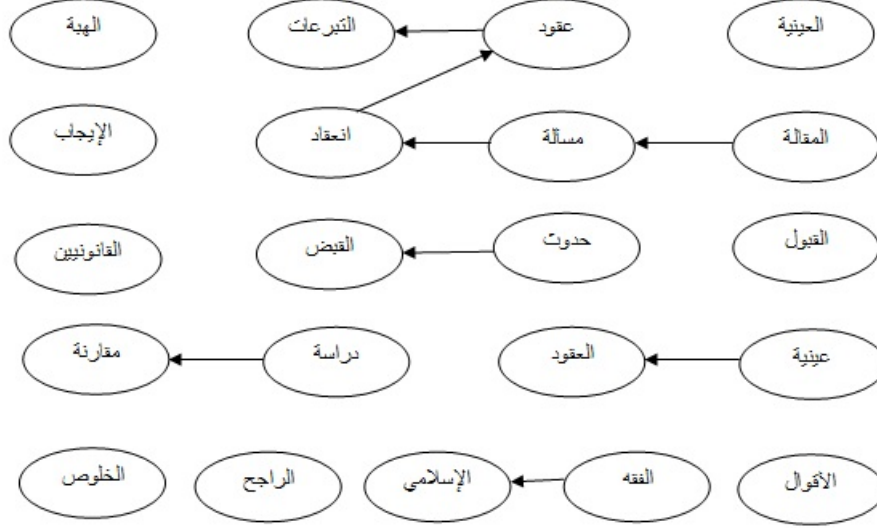 العينية عقود التبرعات الهبة
المقالة مسألة انعقاد الإيجاب
القبول حدوث القبض القانونيين
عينية العقود دراسة مقارنة
الأقوال الفقه الإسلامي الراجح الخلوص